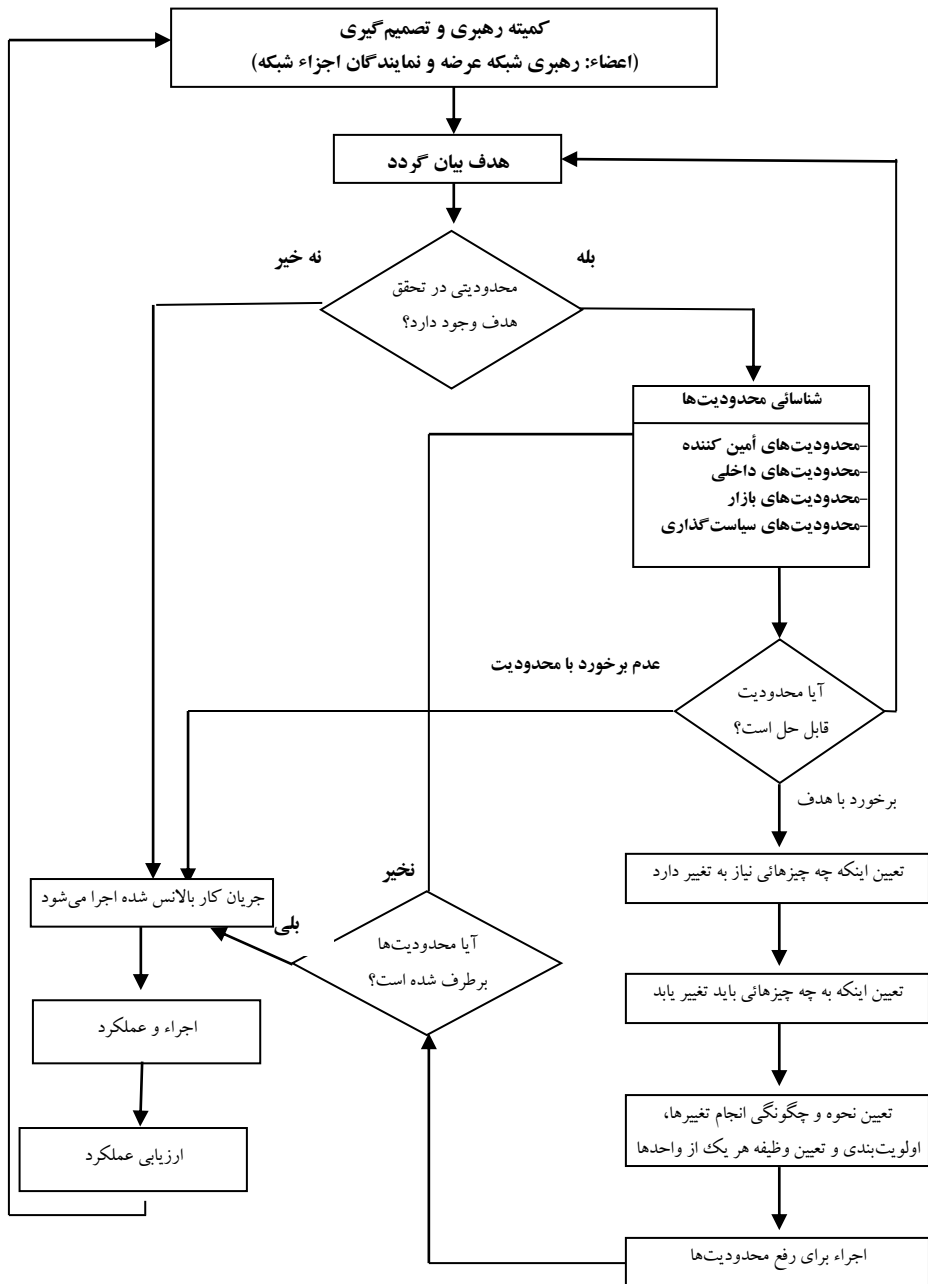 کمیته رهبری و تصمیم‌گیری
(اعضاء: رهبری شبکه عرضه و نمایندگان اجزاء شبکه)
هدف بیان گردد
بله
نه خیر
محدودیتی در تحقق
هدف وجود دارد؟
شناسائی محدودیت‌ها
-محدودیت‌های أمین کننده
-محدودیت‌های داخلی
-محدودیت‌های بازار
-محدودیت‌های سیاست‌گذاری
عدم برخورد با محدودیت
آیا محدودیت
قابل حل است؟
برخورد با هدف
تعیین اینکه چه چیزهائی نیاز به تغییر دارد
نخیر
جریان کار بالانس شده اجرا می‌شود
بلی
آیا محدودیت‌ها
برطرف شده است؟
تعیین اینکه به چه چیزهائی باید تغییر یابد
اجراء و عملکرد
تعیین نحوه و چگونگی انجام تغییرها،
اولویت‌بندی و تعیین وظیفه هر یک از واحدها
ارزیابی عملکرد
اجراء برای رفع محدودیت‌ها